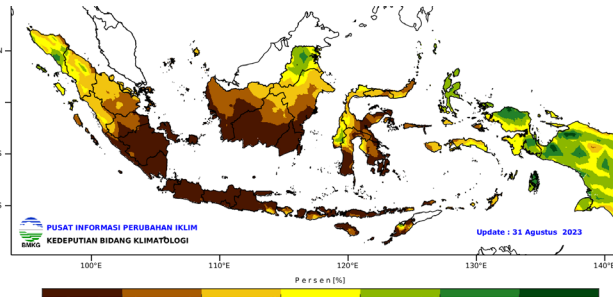 PUSAT INFORMASI PERUBAHAN IKLIM
KEDEPUTIAN BIDANG KLIMATOLOGI
BMKG
Update : 31 Agustus 2023
100°E 110°E 120°E 130°E 140°E
P e r s e n [%]